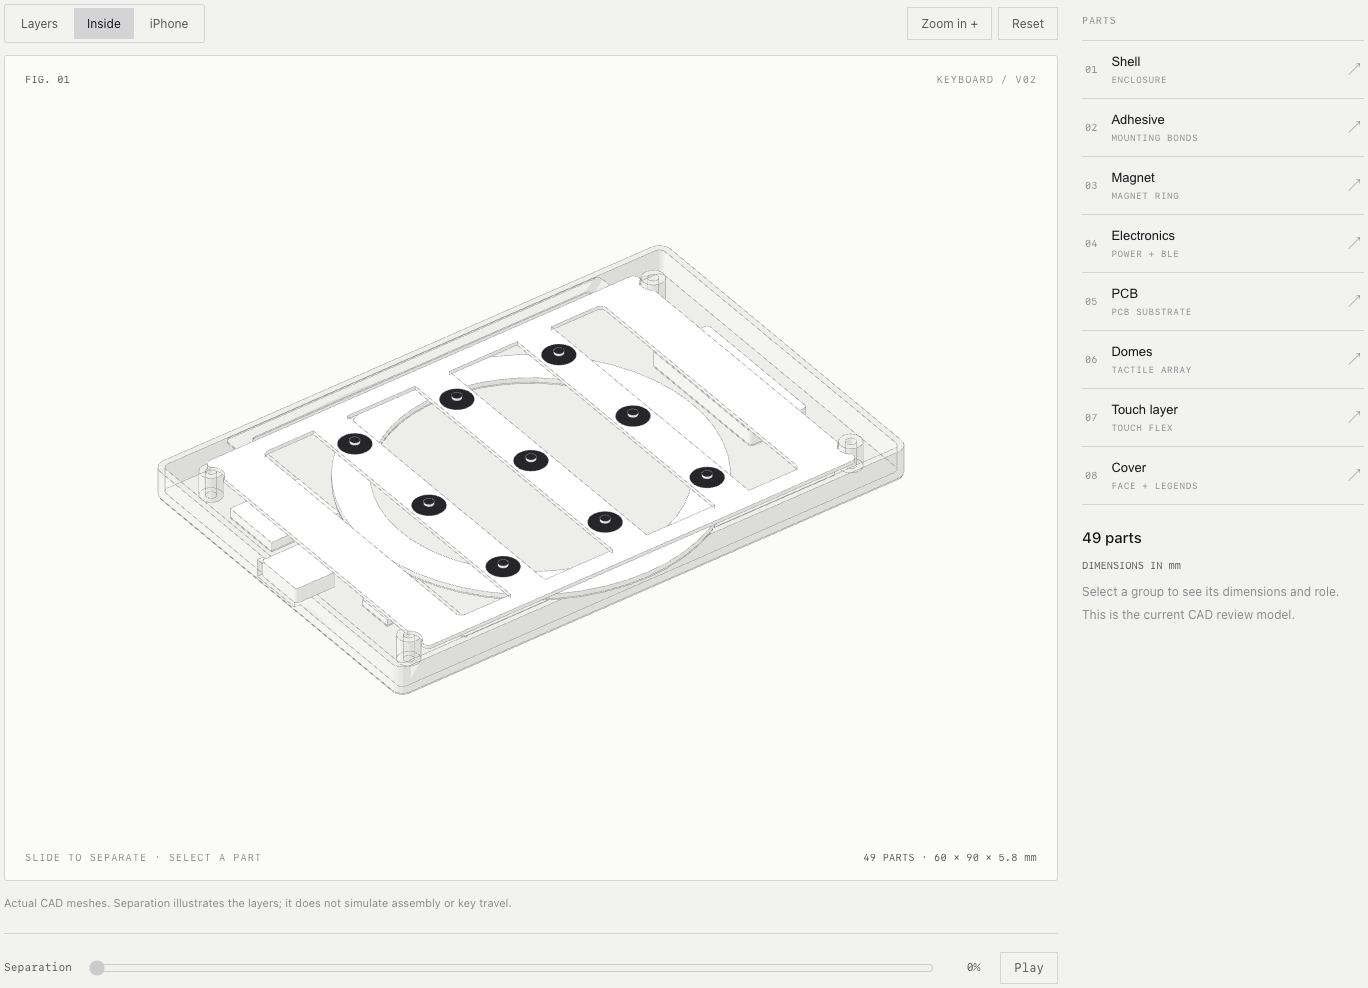 Layers Inside iPhone Zoom in + Reset
FIG. 01 KEYBOARD / V02
SLIDE TO SEPARATE · SELECT A PART 49 PARTS · 60 × 90 × 5.8 mm
Actual CAD meshes. Separation illustrates the layers; it does not simulate assembly or key travel.
Separation 0% Play
PARTS
01 Shell ↗
ENCLOSURE
02 Adhesive ↗
MOUNTING BONDS
03 Magnet ↗
MAGNET RING
04 Electronics ↗
POWER + BLE
05 PCB ↗
PCB SUBSTRATE
06 Domes ↗
TACTILE ARRAY
07 Touch layer ↗
TOUCH FLEX
08 Cover ↗
FACE + LEGENDS
49 parts
DIMENSIONS IN mm
Select a group to see its dimensions and role.
This is the current CAD review model.